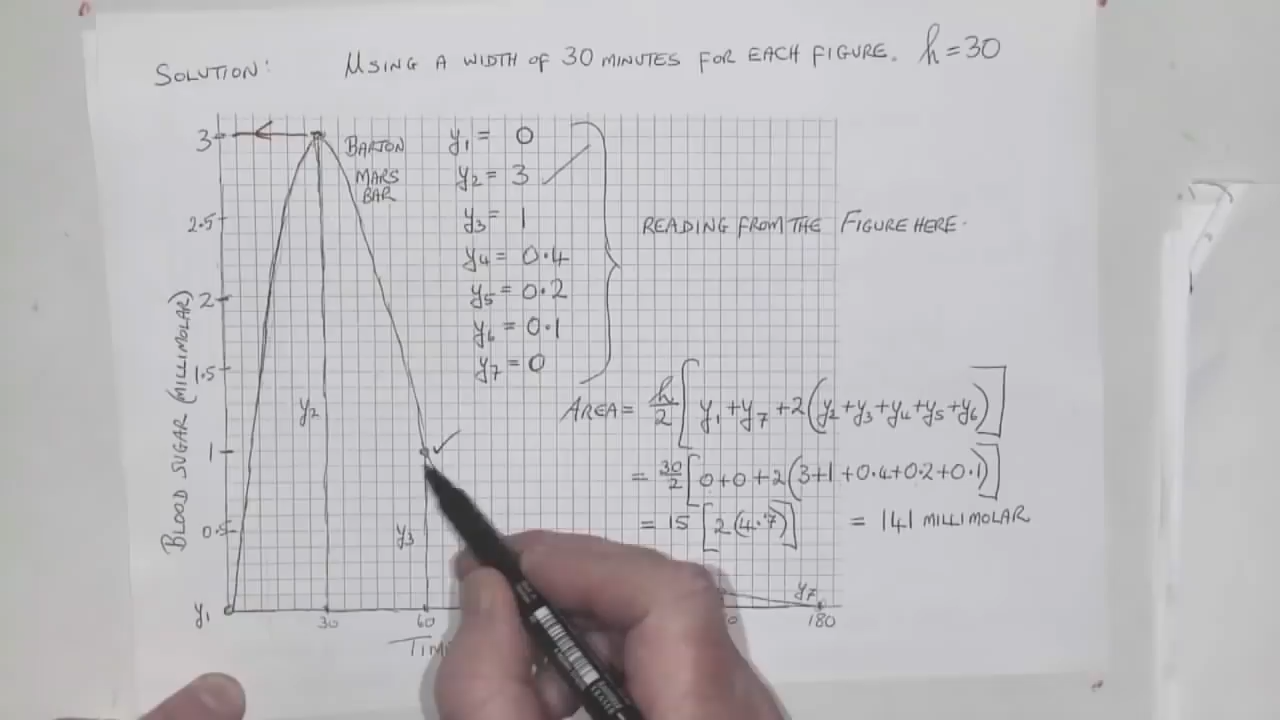 SOLUTION: USING A WIDTH OF 30 MINUTES FOR EACH FIGURE. h = 30
3
BARTON
MARS
BAR
2.5
2
1.5
1
0.5
BLOOD SUGAR (MILLIMOLAR)
y1 = 0
y2 = 3
y3 = 1
y4 = 0.4
y5 = 0.2
y6 = 0.1
y7 = 0
READING FROM THE FIGURE HERE.
AREA = h/2 [y1 + y7 + 2(y2 + y3 + y4 + y5 + y6)]
= 30/2 [0 + 0 + 2(3 + 1 + 0.4 + 0.2 + 0.1)]
= 15 [2(4.7)] = 141 MILLIMOLAR
y2
y3
y1
y7
30 60 180